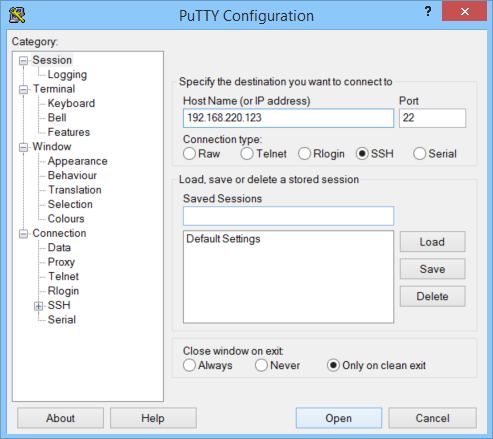 PuTTY Configuration
?
Category:
Session
Logging
Terminal
Keyboard
Bell
Features
Window
Appearance
Behaviour
Translation
Selection
Colours
Connection
Data
Proxy
Telnet
Rlogin
SSH
Serial
Specify the destination you want to connect to
Host Name (or IP address) Port
192.168.220.123 22
Connection type:
Raw Telnet Rlogin SSH Serial
Load, save or delete a stored session
Saved Sessions
Default Settings
Load
Save
Delete
Close window on exit:
Always Never Only on clean exit
About Help Open Cancel